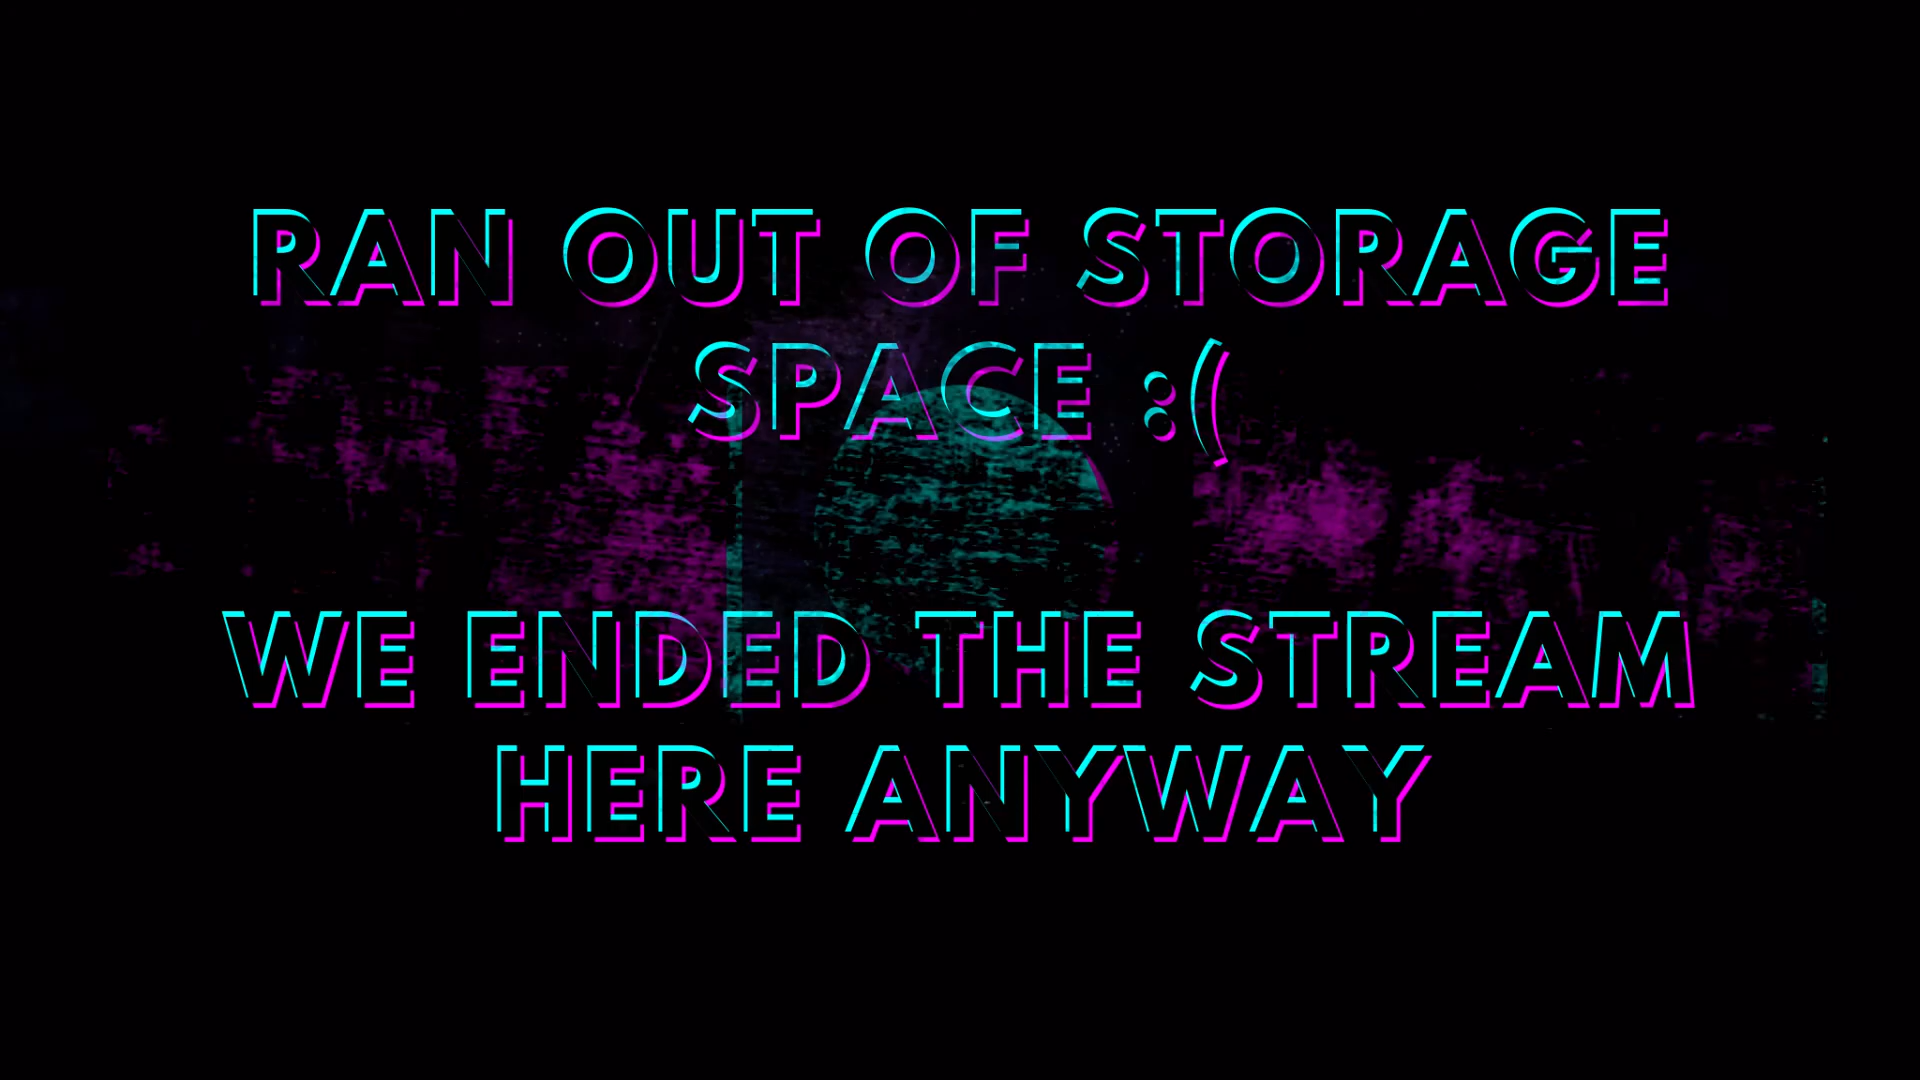 RAN OUT OF STORAGE
SPACE :(
WE ENDED THE STREAM
HERE ANYWAY